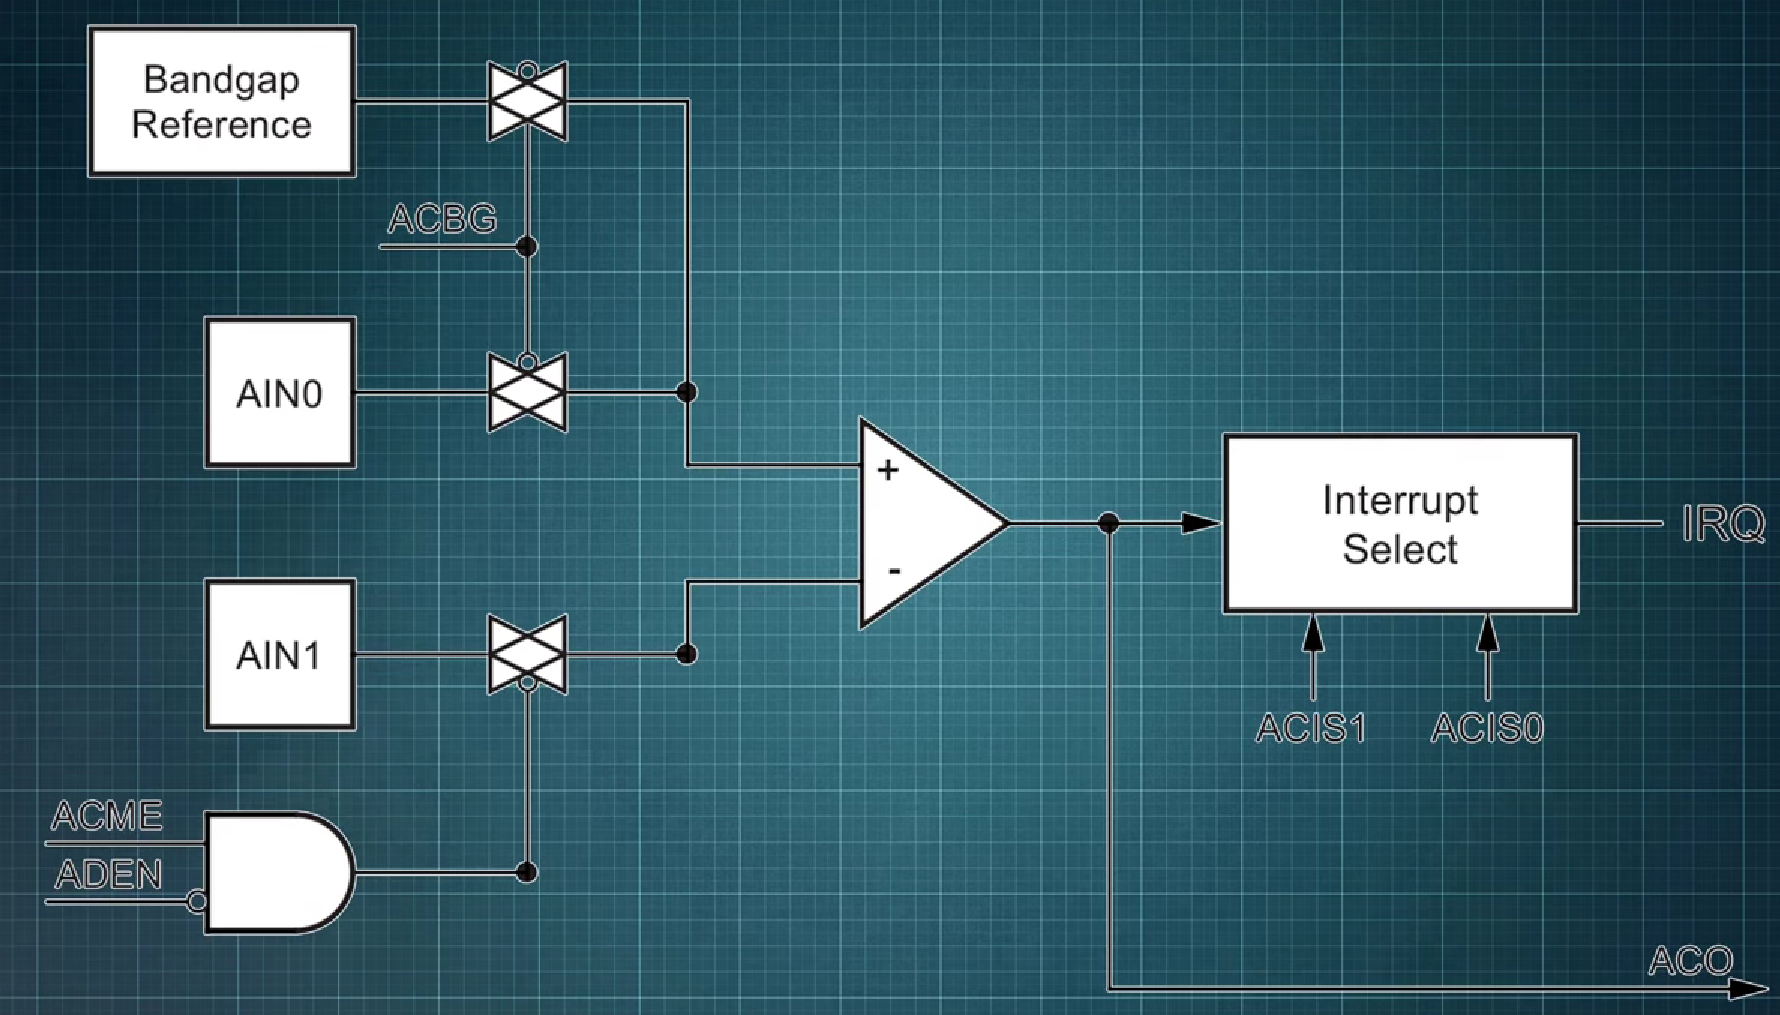 Bandgap
Reference
ACBG
AIN0
+
-
Interrupt
Select
IRQ
AIN1
ACIS1
ACIS0
ACME
ADEN
ACO